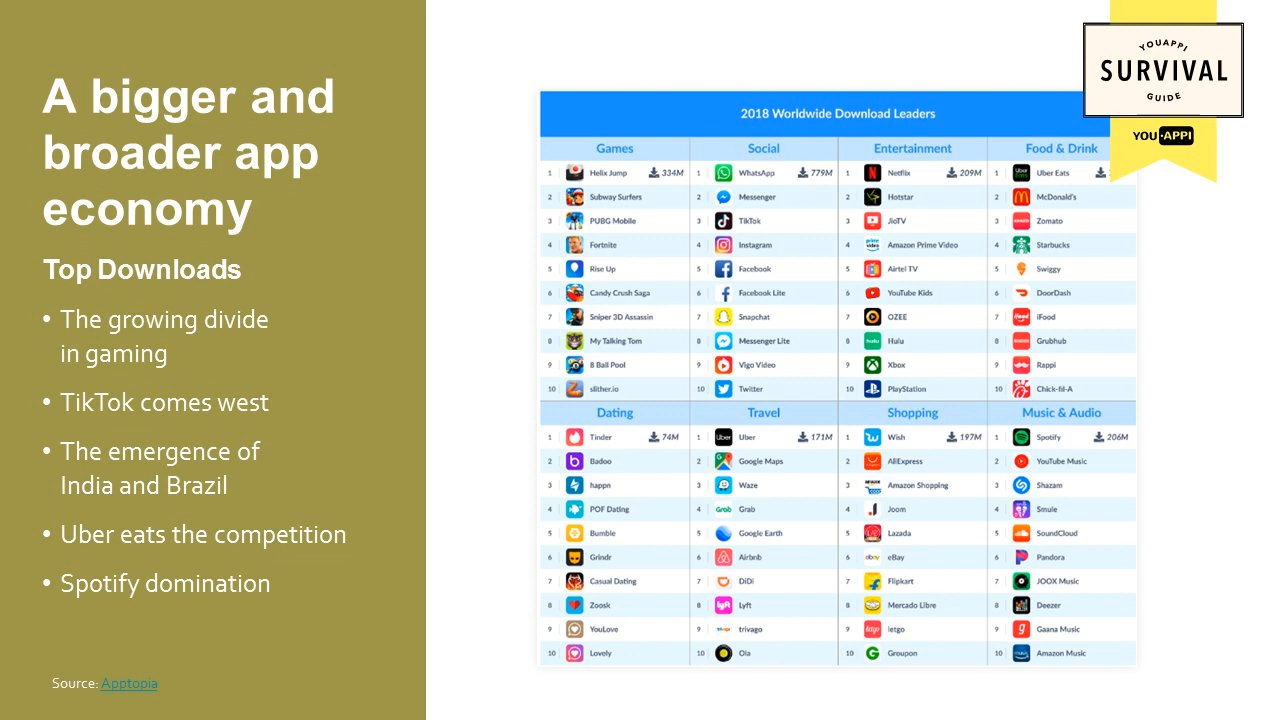 A bigger and
broader app
economy
Top Downloads
• The growing divide
in gaming
• TikTok comes west
• The emergence of
India and Brazil
• Uber eats the competition
• Spotify domination
Source: Apptopia
YOUAPPI
SURVIVAL
GUIDE
YOU APPI
2018 Worldwide Download Leaders
Games Social Entertainment Food & Drink
1 Helix Jump 334M 1 WhatsApp 779M 1 Netflix 209M 1 Uber Eats
2 Subway Surfers 2 Messenger 2 Hotstar 2 McDonald's
3 PUBG Mobile 3 TikTok 3 JioTV 3 Zomato
4 Fortnite 4 Instagram 4 Amazon Prime Video 4 Starbucks
5 Rise Up 5 Facebook 5 Airtel TV 5 Swiggy
6 Candy Crush Saga 6 Facebook Lite 6 YouTube Kids 6 DoorDash
7 Sniper 3D Assassin 7 Snapchat 7 OZEE 7 iFood
8 My Talking Tom 8 Messenger Lite 8 Hulu 8 Grubhub
9 8 Ball Pool 9 Vigo Video 9 Xbox 9 Rappi
10 slither.io 10 Twitter 10 PlayStation 10 Chick-fil-A
Dating Travel Shopping Music & Audio
1 Tinder 74M 1 Uber 171M 1 Wish 197M 1 Spotify 206M
2 Badoo 2 Google Maps 2 AliExpress 2 YouTube Music
3 happn 3 Waze 3 Amazon Shopping 3 Shazam
4 POF Dating 4 Grab 4 Joom 4 Smule
5 Bumble 5 Google Earth 5 Lazada 5 SoundCloud
6 Grindr 6 Airbnb 6 eBay 6 Pandora
7 Casual Dating 7 DiDi 7 Flipkart 7 JOOX Music
8 Zoosk 8 Lyft 8 Mercado Libre 8 Deezer
9 YouLove 9 trivago 9 letgo 9 Gaana Music
10 Lovely 10 Ola 10 Groupon 10 Amazon Music